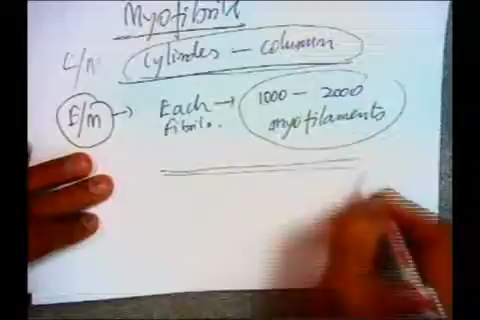 Myofibril
L/m Cylinder - column
E/m → Each → 1000 - 2000
fibril. myofilaments